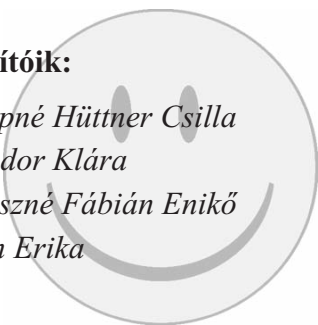 ítóik:
pné Hüttner Csilla
dor Klára
szné Fábián Enikő
n Erika